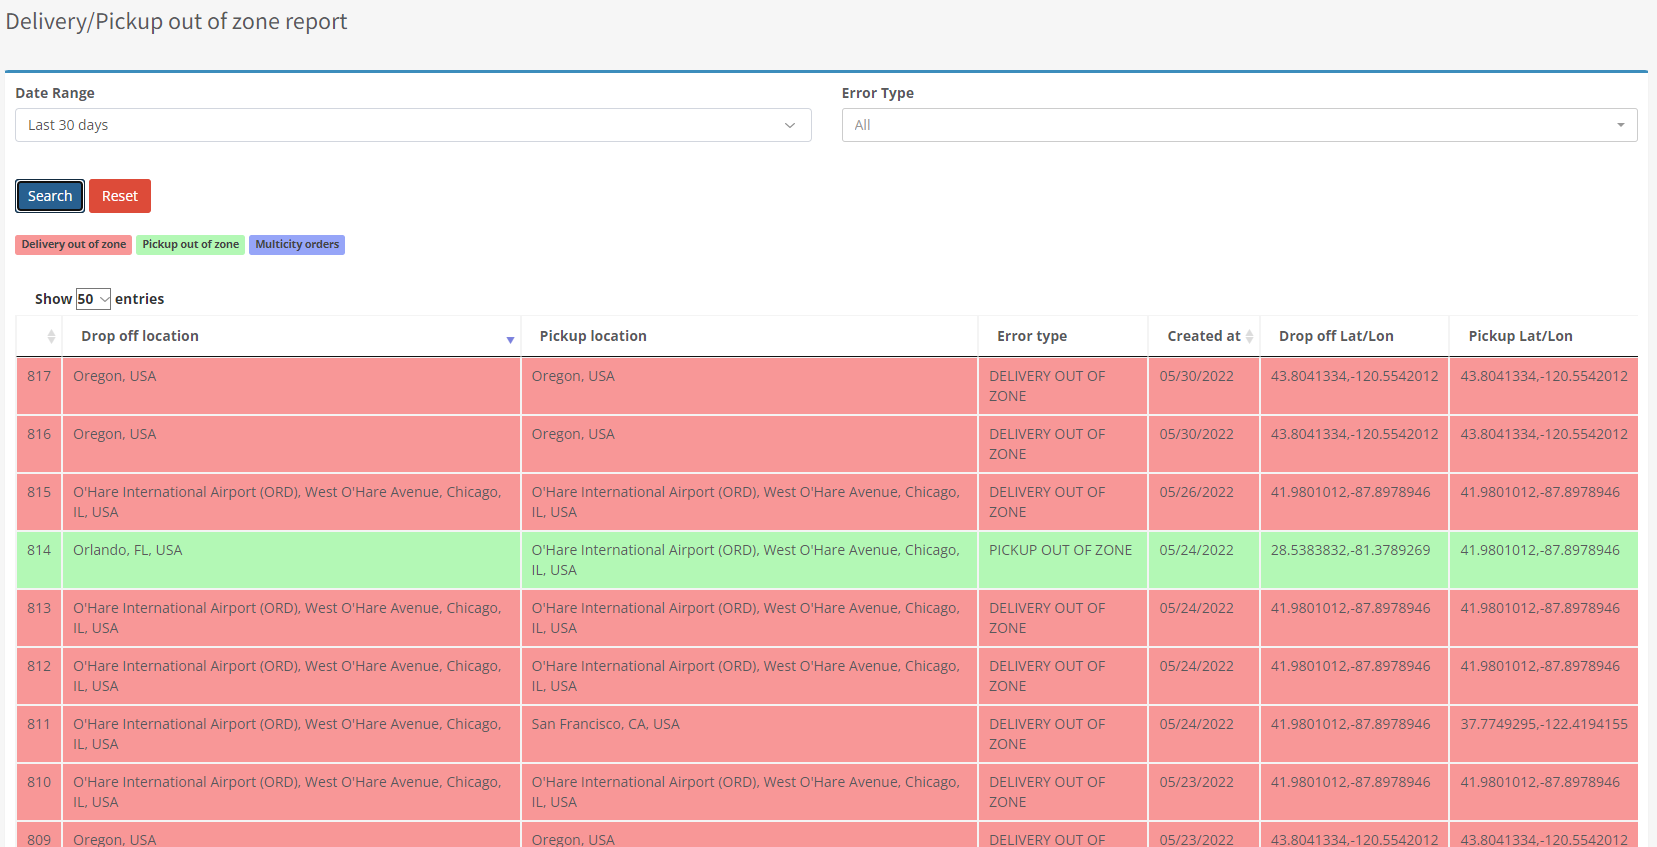 Delivery/Pickup out of zone report
Date Range
Error Type
Last 30 days
All
Search Reset
Delivery out of zone Pickup out of zone Multicity orders
Show 50 entries
Drop off location Pickup location Error type Created at Drop off Lat/Lon Pickup Lat/Lon
817 Oregon, USA Oregon, USA DELIVERY OUT OF 05/30/2022 43.8041334,-120.5542012 43.8041334,-120.5542012
ZONE
816 Oregon, USA Oregon, USA DELIVERY OUT OF 05/30/2022 43.8041334,-120.5542012 43.8041334,-120.5542012
ZONE
815 O'Hare International Airport (ORD), West O'Hare Avenue, Chicago, O'Hare International Airport (ORD), West O'Hare Avenue, Chicago, DELIVERY OUT OF 05/26/2022 41.9801012,-87.8978946 41.9801012,-87.8978946
IL, USA IL, USA ZONE
814 Orlando, FL, USA O'Hare International Airport (ORD), West O'Hare Avenue, Chicago, PICKUP OUT OF ZONE 05/24/2022 28.5383832,-81.3789269 41.9801012,-87.8978946
IL, USA
813 O'Hare International Airport (ORD), West O'Hare Avenue, Chicago, O'Hare International Airport (ORD), West O'Hare Avenue, Chicago, DELIVERY OUT OF 05/24/2022 41.9801012,-87.8978946 41.9801012,-87.8978946
IL, USA IL, USA ZONE
812 O'Hare International Airport (ORD), West O'Hare Avenue, Chicago, O'Hare International Airport (ORD), West O'Hare Avenue, Chicago, DELIVERY OUT OF 05/24/2022 41.9801012,-87.8978946 41.9801012,-87.8978946
IL, USA IL, USA ZONE
811 O'Hare International Airport (ORD), West O'Hare Avenue, Chicago, San Francisco, CA, USA DELIVERY OUT OF 05/24/2022 41.9801012,-87.8978946 37.7749295,-122.4194155
IL, USA ZONE
810 O'Hare International Airport (ORD), West O'Hare Avenue, Chicago, O'Hare International Airport (ORD), West O'Hare Avenue, Chicago, DELIVERY OUT OF 05/23/2022 41.9801012,-87.8978946 41.9801012,-87.8978946
IL, USA IL, USA ZONE
809 Oregon, USA Oregon, USA DELIVERY OUT OF 05/23/2022 43.8041334,-120.5542012 43.8041334,-120.5542012